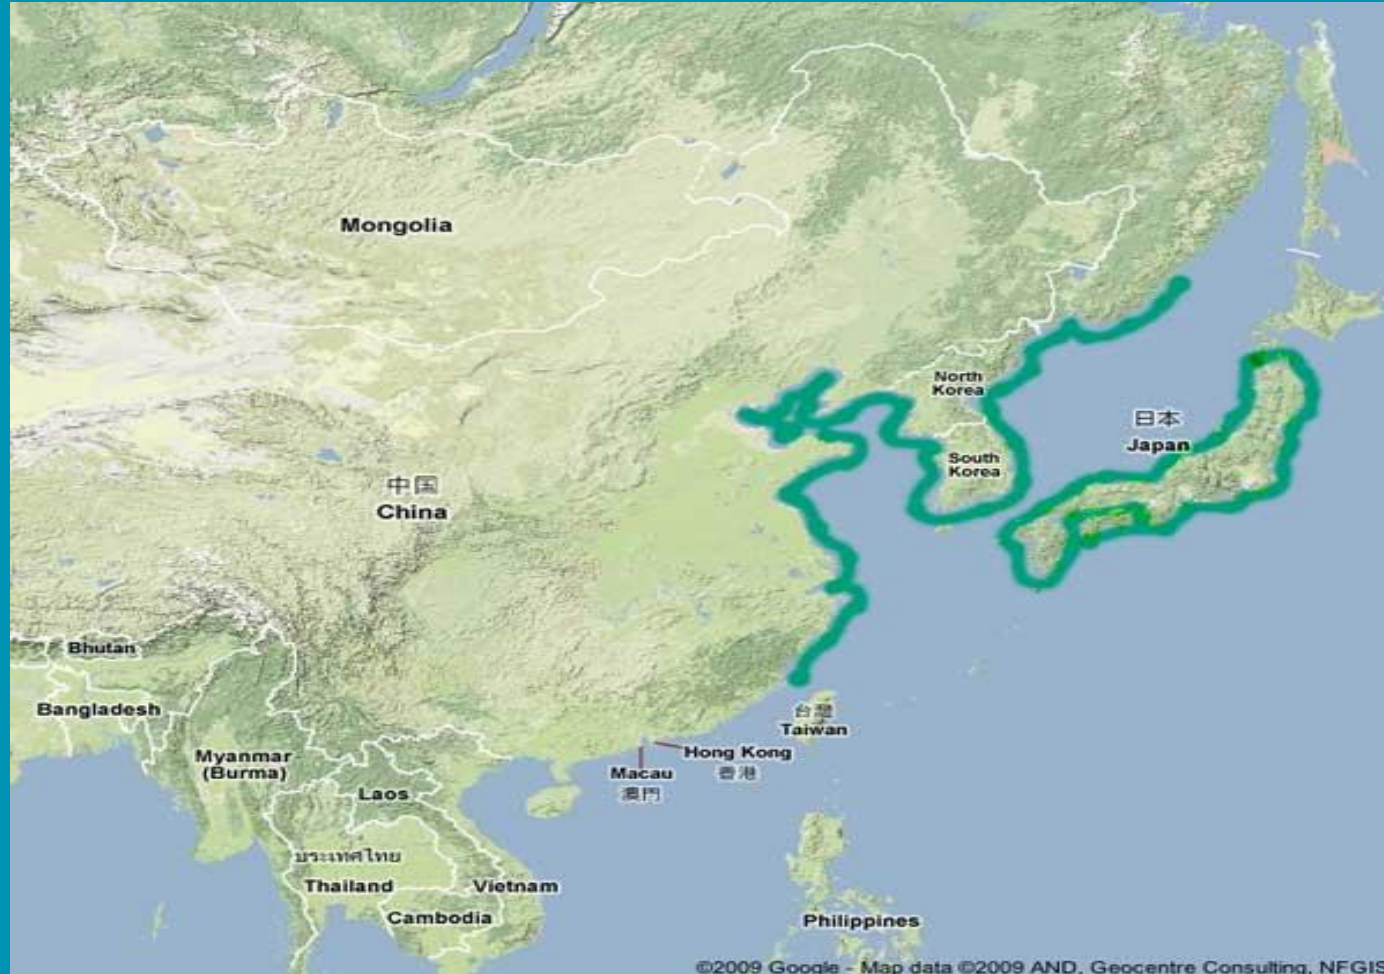 Mongolia
North
Korea
日本
Japan
South
Korea
中国
China
Bhutan
Bangladesh
台灣
Taiwan
Myanmar
(Burma)
Hong Kong
香港
Macau
澳門
Laos
ประเทศไทย
Thailand
Vietnam
Cambodia
Philippines
©2009 Google - Map data ©2009 AND, Geocentre Consulting, NFGIS